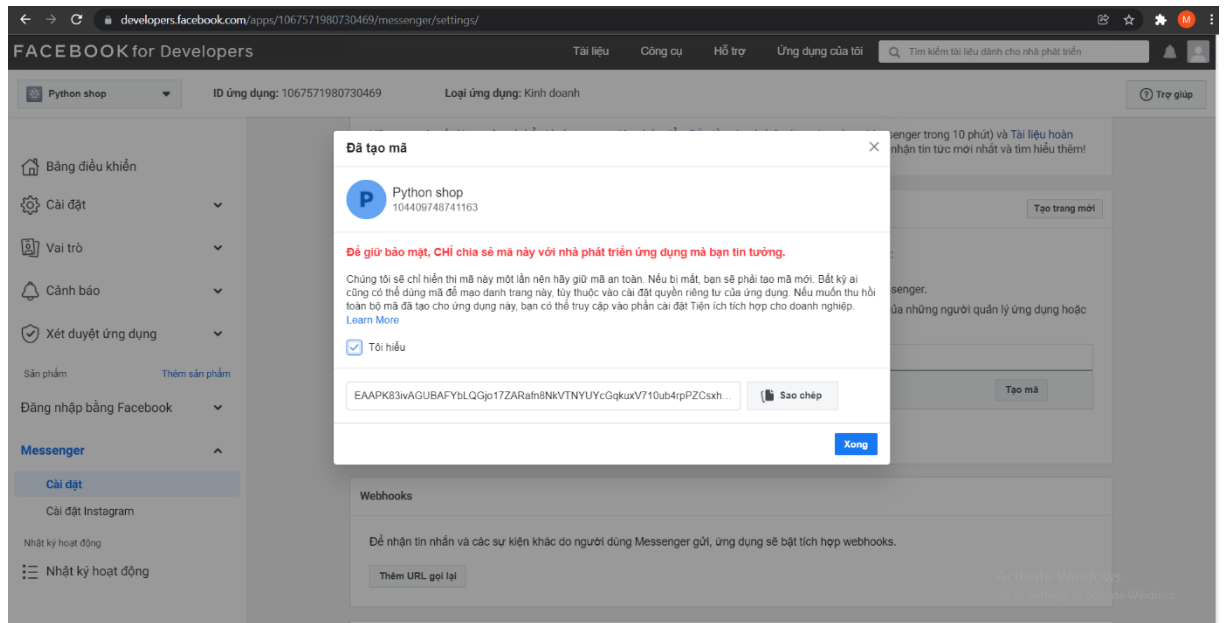 developers.facebook.com/apps/1067571980730469/messenger/settings/
FACEBOOK for Developers
Tài liệu
Công cụ
Hỗ trợ
Ứng dụng của tôi
Tìm kiếm tài liệu dành cho nhà phát triển
M
Python shop
ID ứng dụng: 1067571980730469
Loại ứng dụng: Kinh doanh
Trợ giúp
senger trong 10 phút) và Tài liệu hoàn
nhận tin tức mới nhất và tìm hiểu thêm!
Bảng điều khiển
Cài đặt
Vai trò
Cảnh báo
Xét duyệt ứng dụng
Sản phẩm
Thêm sản phẩm
Đăng nhập bằng Facebook
Messenger
Cài đặt
Cài đặt Instagram
Nhật ký hoạt động
Nhật ký hoạt động
Đã tạo mã
P
Python shop
104409748741163
Để giữ bảo mật, CHỈ chia sẻ mã này với nhà phát triển ứng dụng mà bạn tin tưởng.
Chúng tôi sẽ chỉ hiển thị mã này một lần nên hãy giữ mã an toàn. Nếu bị mất, bạn sẽ phải tạo mã mới. Bất kỳ ai
cũng có thể dùng mã để mạo danh trang này, tùy thuộc vào cài đặt quyền riêng tư của ứng dụng. Nếu muốn thu hồi
toàn bộ mã đã tạo cho ứng dụng này, bạn có thể truy cập vào phần cài đặt Tiện ích tích hợp cho doanh nghiệp.
Learn More
Tôi hiểu
EAAPK83ivAGUBAFYbLQGjo17ZARafn8NkVTNYUYcGqkuxV710ub4rpPZCsxh...
Sao chép
Xong
Tạo trang mới
senger.
ủa những người quản lý ứng dụng hoặc
Tạo mã
Webhooks
Để nhận tin nhắn và các sự kiện khác do người dùng Messenger gửi, ứng dụng sẽ bật tích hợp webhooks.
Thêm URL gọi lại
Activate Windows
Go to Settings to activate Windows.